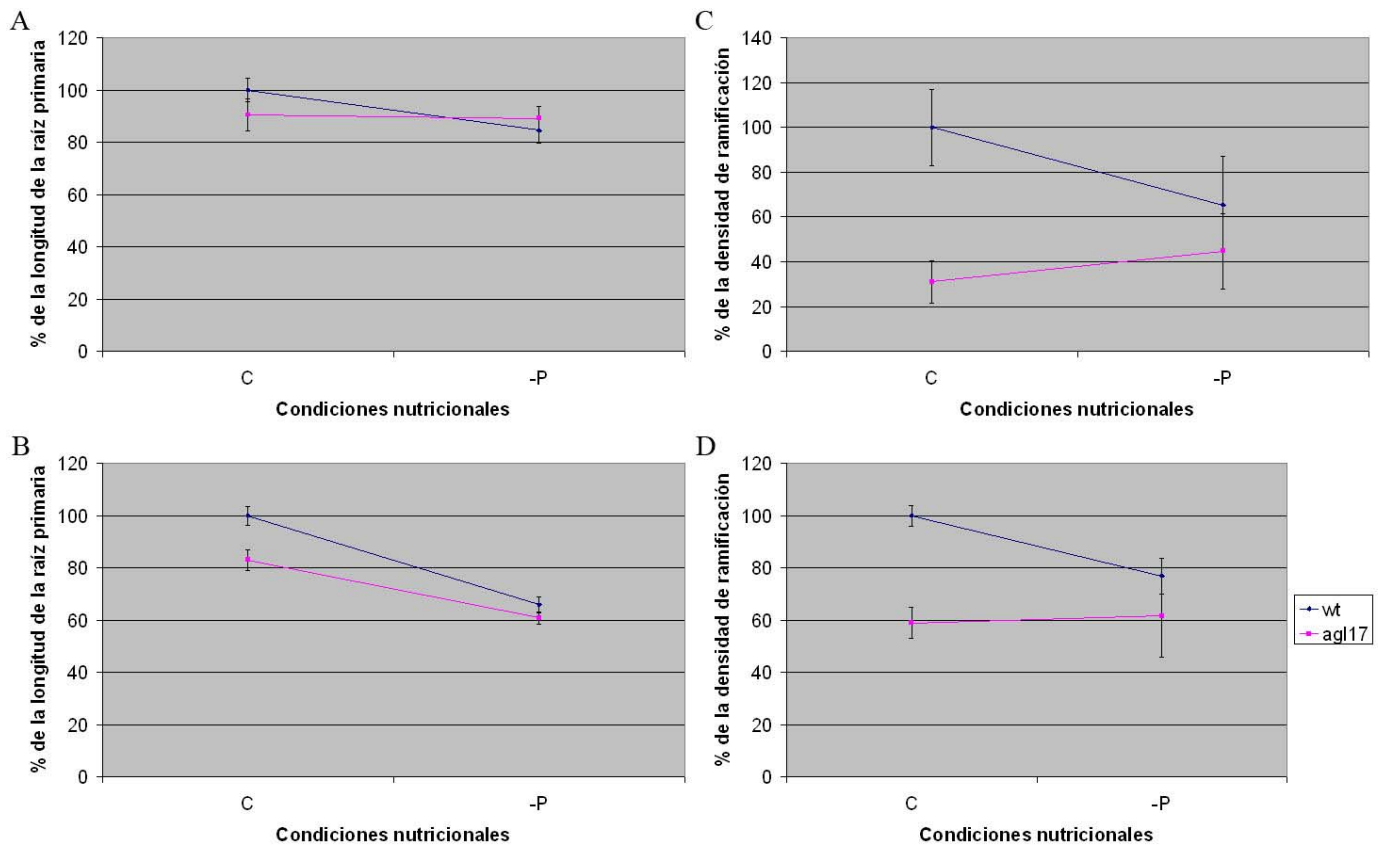 A
% de la longitud de la raíz primaria
120
100
80
60
40
20
0
C
-P
Condiciones nutricionales
C
% de la densidad de ramificación
140
120
100
80
60
40
20
0
C
-P
Condiciones nutricionales
B
% de la longitud de la raíz primaria
120
100
80
60
40
20
0
C
-P
Condiciones nutricionales
D
% de la densidad de ramificación
120
100
80
60
40
20
0
C
-P
Condiciones nutricionales
wt
agl17